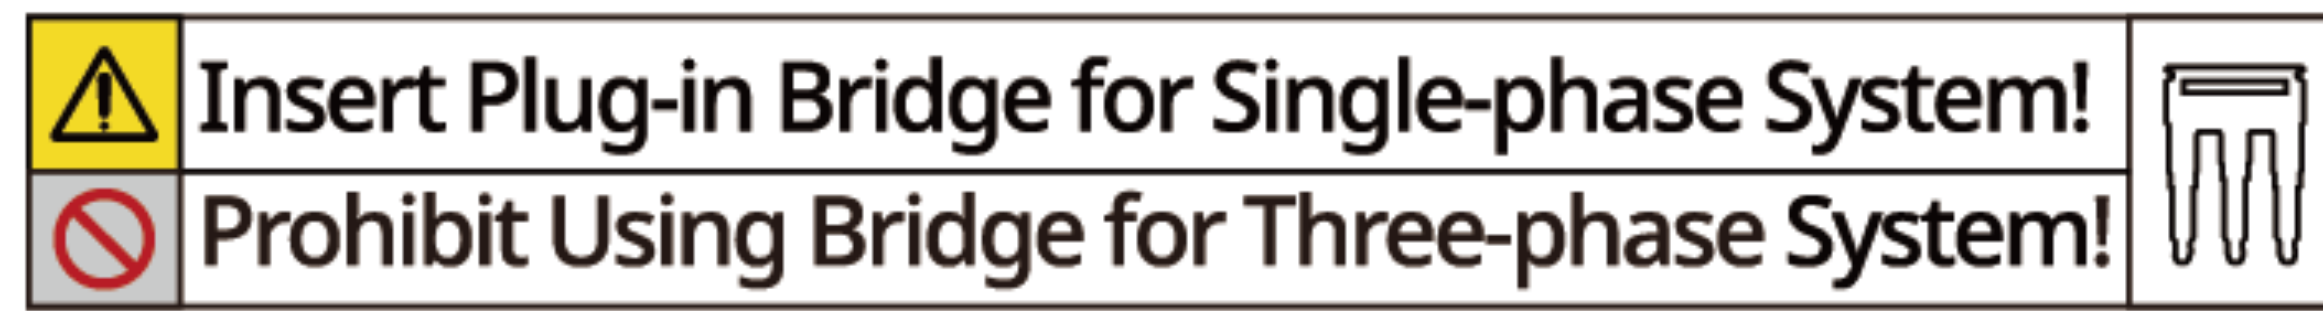 Insert Plug-in Bridge for Single-phase System!
Prohibit Using Bridge for Three-phase System!